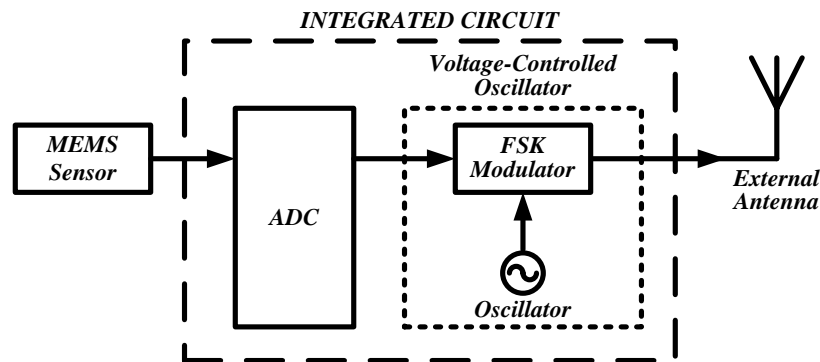 INTEGRATED CIRCUIT
Voltage-Controlled
Oscillator
MEMS
Sensor
ADC
FSK
Modulator
Oscillator
External
Antenna